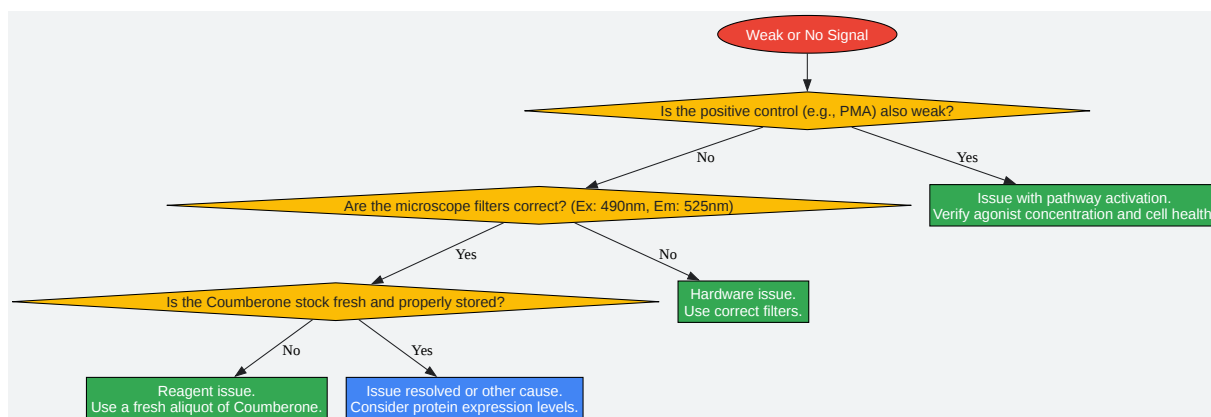 Weak or No Signal
Is the positive control (e.g., PMA) also weak?
No
Yes
Are the microscope filters correct? (Ex: 490nm, Em: 525nm)
Issue with pathway activation.
Verify agonist concentration and cell health
Yes
No
Is the Coumberone stock fresh and properly stored?
Hardware issue.
Use correct filters.
No
Yes
Reagent issue.
Use a fresh aliquot of Coumberone.
Issue resolved or other cause.
Consider protein expression levels.